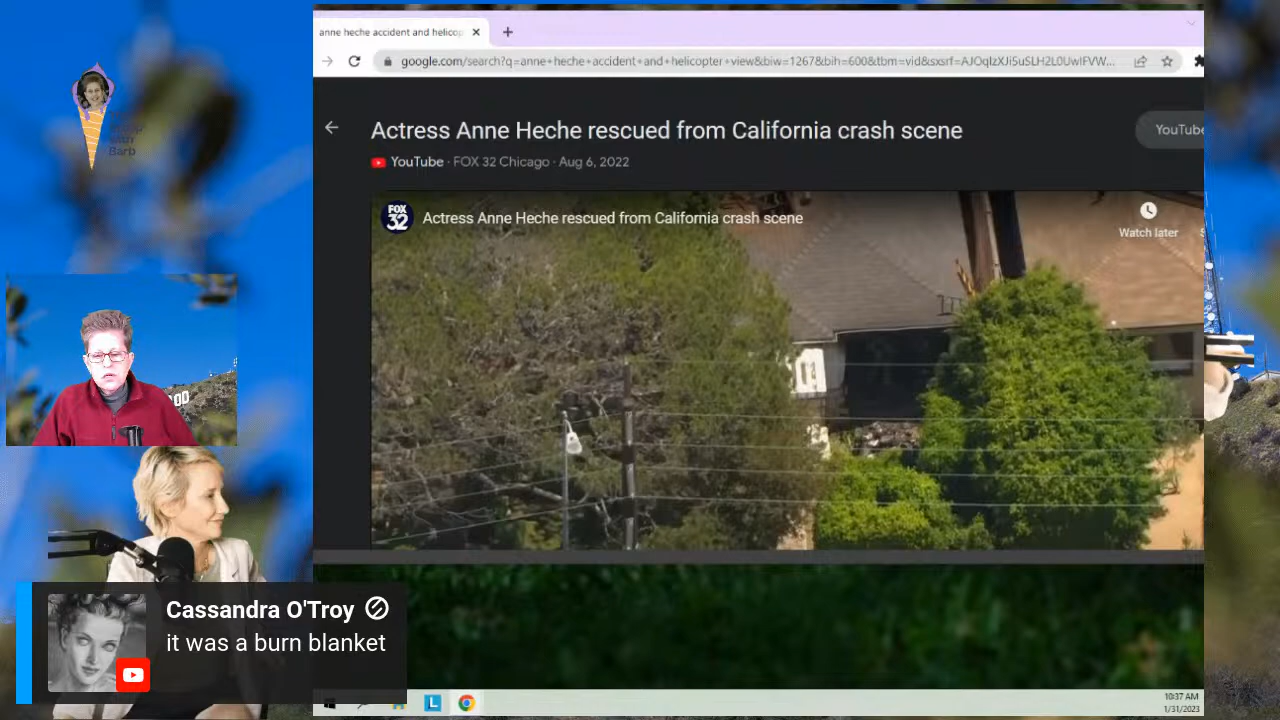 anne heche accident and helicop
google.com/search?q=anne+heche+accident+and+helicopter+view&biw=1267&bih=600&tbm=vid&sxsrf=AJOqlzXJi5uSLH2L0UwIFVW...
Actress Anne Heche rescued from California crash scene
YouTube
YouTube · FOX 32 Chicago · Aug 6, 2022
FOX
32
Actress Anne Heche rescued from California crash scene
Watch later
with
Barb
OD
Cassandra O'Troy
it was a burn blanket
L
10:37 AM
1/31/2023